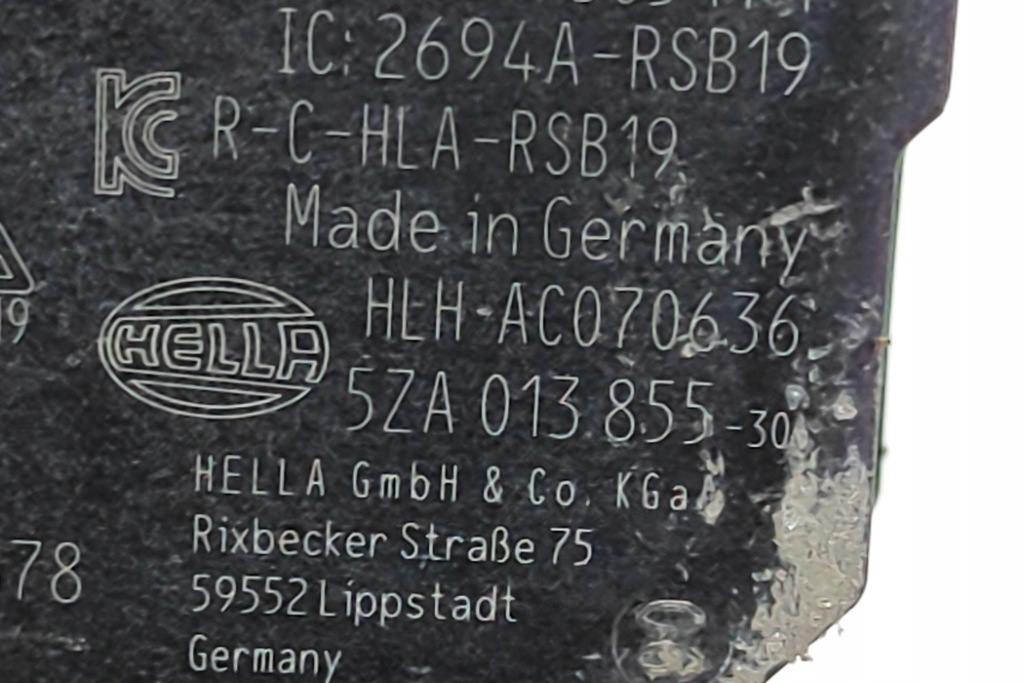 IC: 2694A-RSB19
R-C-HLA-RSB19
Made in Germany
19
HELLA
HLH-AC070636
5ZA 013.855-30
HELLA GmbH & Co. KGaA
Rixbecker Straße 75
78
59552 Lippstadt
Germany